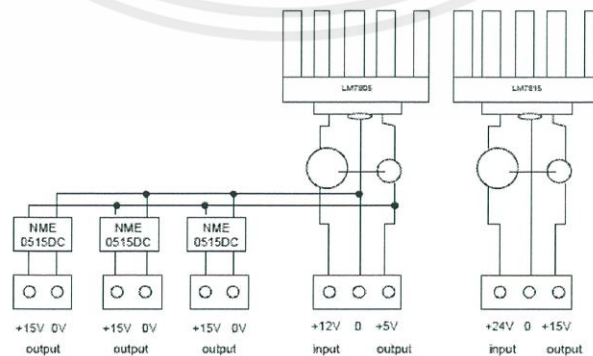 LM7805
LM7815
NME
0515DC
NME
0515DC
NME
0515DC
+15V 0V
+15V 0V
+15V 0V
+12V 0 +5V
+24V 0 +15V
output
output
output
input output
input output